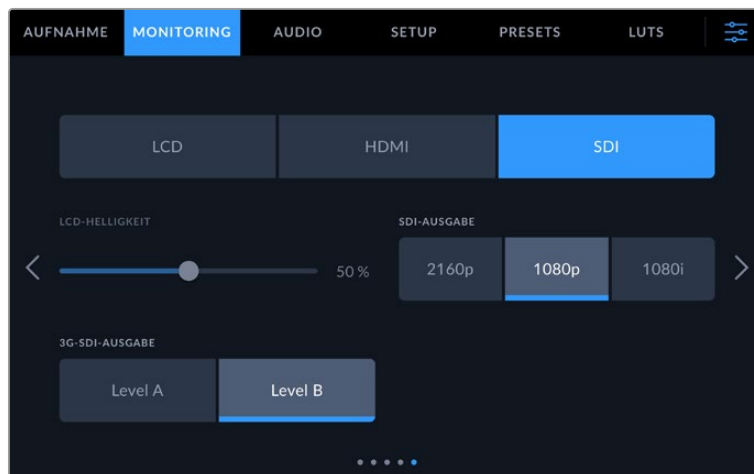 AUFNAHME MONITORING AUDIO SETUP PRESETS LUTS
LCD HDMI SDI
LCD-HELLIGKEIT SDI-AUSGABE
50 % 2160p 1080p 1080i
3G-SDI-AUSGABE
Level A Level B